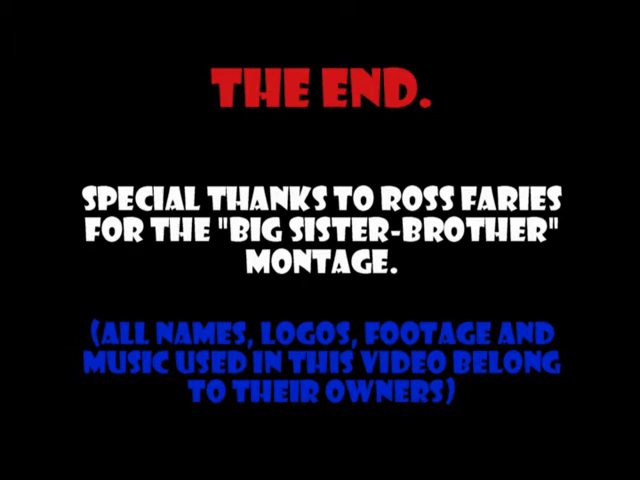 THE END.
SPECIAL THANKS TO ROSS FARIES
FOR THE "BIG SISTER-BROTHER"
MONTAGE.
(ALL NAMES, LOGOS, FOOTAGE AND
MUSIC USED IN THIS VIDEO BELONG
TO THEIR OWNERS)